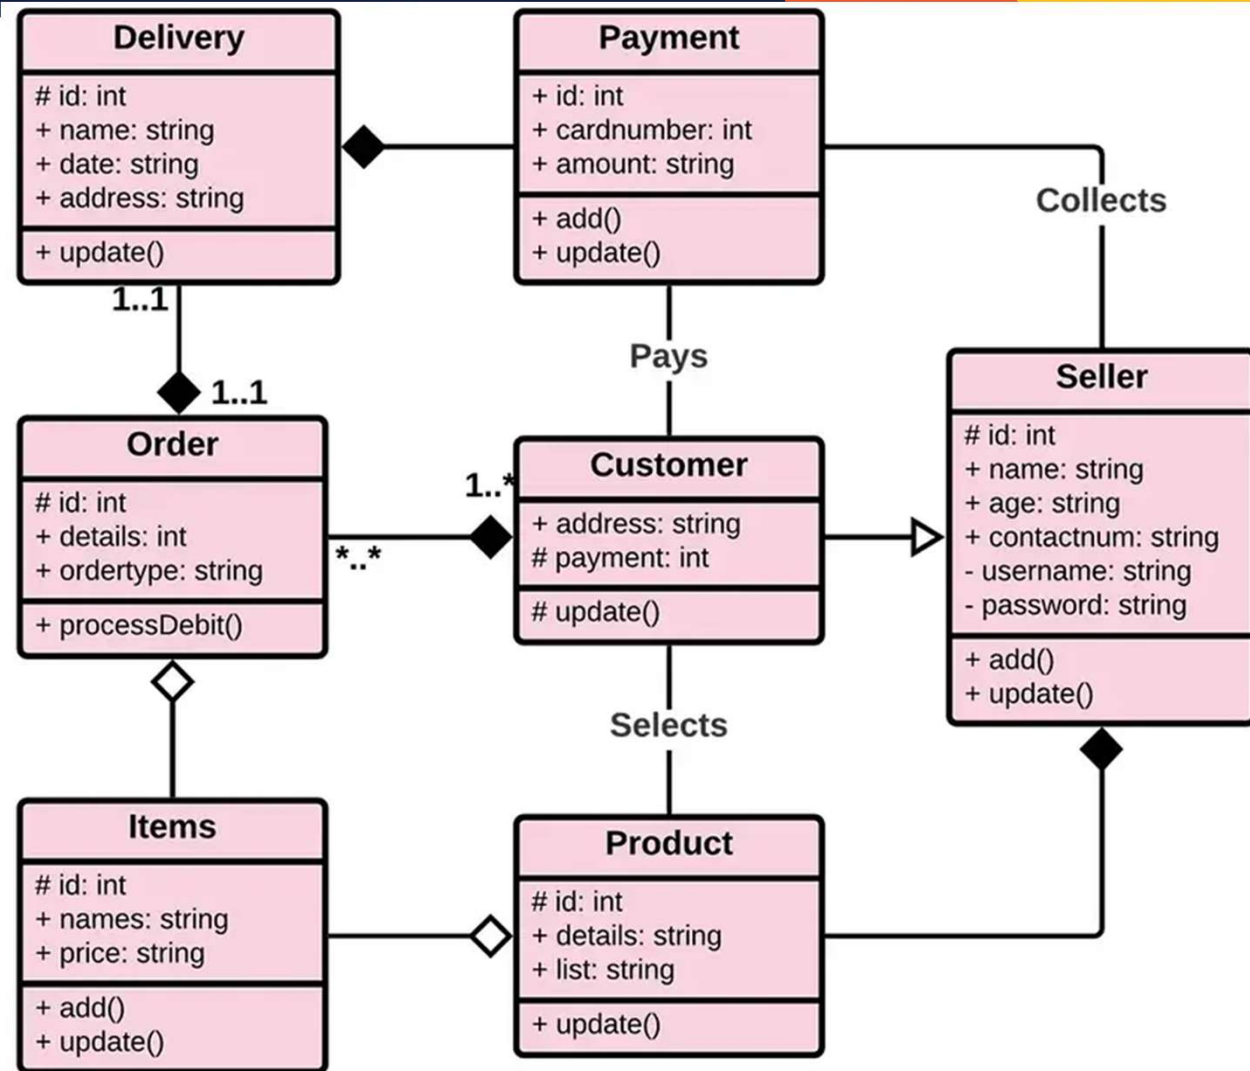 Delivery
# id: int
+ name: string
+ date: string
+ address: string
+ update()
Payment
+ id: int
+ cardnumber: int
+ amount: string
+ add()
+ update()
Collects
1..1
1..1
Pays
Order
# id: int
+ details: int
+ ordertype: string
+ processDebit()
1..*
*..*
Customer
+ address: string
# payment: int
# update()
Seller
# id: int
+ name: string
+ age: string
+ contactnum: string
- username: string
- password: string
+ add()
+ update()
Selects
Items
# id: int
+ names: string
+ price: string
+ add()
+ update()
Product
# id: int
+ details: string
+ list: string
+ update()